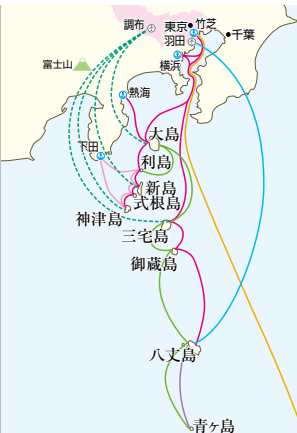 調布
東京
竹芝
羽田
千葉
横浜
富士山
熱海
大島
下田
利島
新島
式根島
神津島
三宅島
御蔵島
八丈島
青ヶ島